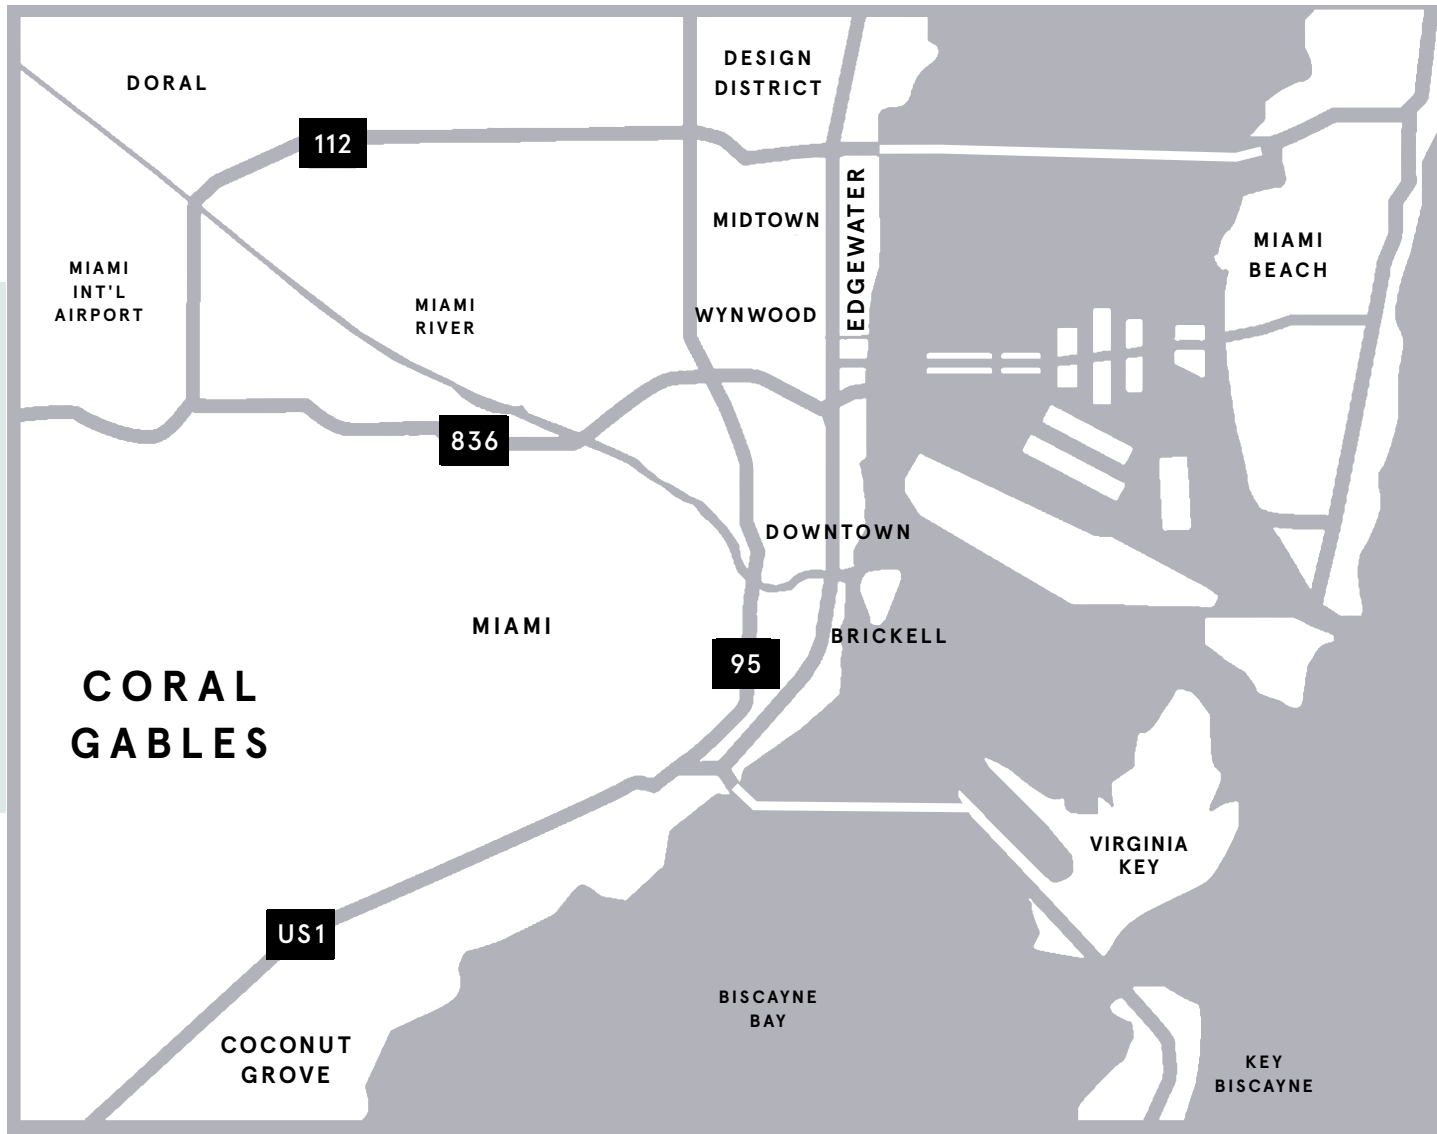 DESIGN
DISTRICT
DORAL
112
EDGEWATER
MIDTOWN
MIAMI
BEACH
MIAMI
INT'L
AIRPORT
MIAMI
RIVER
WYNWOOD
836
DOWNTOWN
MIAMI
BRICKELL
95
CORAL
GABLES
VIRGINIA
KEY
US1
BISCAYNE
BAY
COCONUT
GROVE
KEY
BISCAYNE